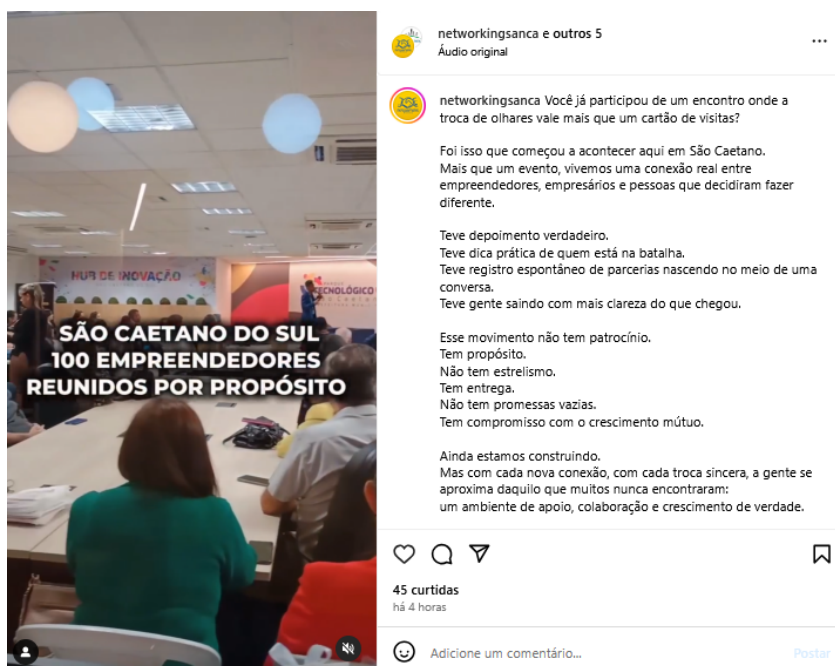 HUB DE INOVAÇÃO
TECNOLÓGICO
SÃO CAETANO DO SUL
100 EMPREENDEDORES
REUNIDOS POR PROPÓSITO
networkingsanca e outros 5
Áudio original
networkingsanca Você já participou de um encontro onde a
troca de olhares vale mais que um cartão de visitas?
Foi isso que começou a acontecer aqui em São Caetano.
Mais que um evento, vivemos uma conexão real entre
empreendedores, empresários e pessoas que decidiram fazer
diferente.
Teve depoimento verdadeiro.
Teve dica prática de quem está na batalha.
Teve registro espontâneo de parcerias nascendo no meio de uma
conversa.
Teve gente saindo com mais clareza do que chegou.
Esse movimento não tem patrocínio.
Tem propósito.
Não tem estrelismo.
Tem entrega.
Não tem promessas vazias.
Tem compromisso com o crescimento mútuo.
Ainda estamos construindo.
Mas com cada nova conexão, com cada troca sincera, a gente se
aproxima daquilo que muitos nunca encontraram:
um ambiente de apoio, colaboração e crescimento de verdade.
45 curtidas
há 4 horas
Adicione um comentário...
Postar